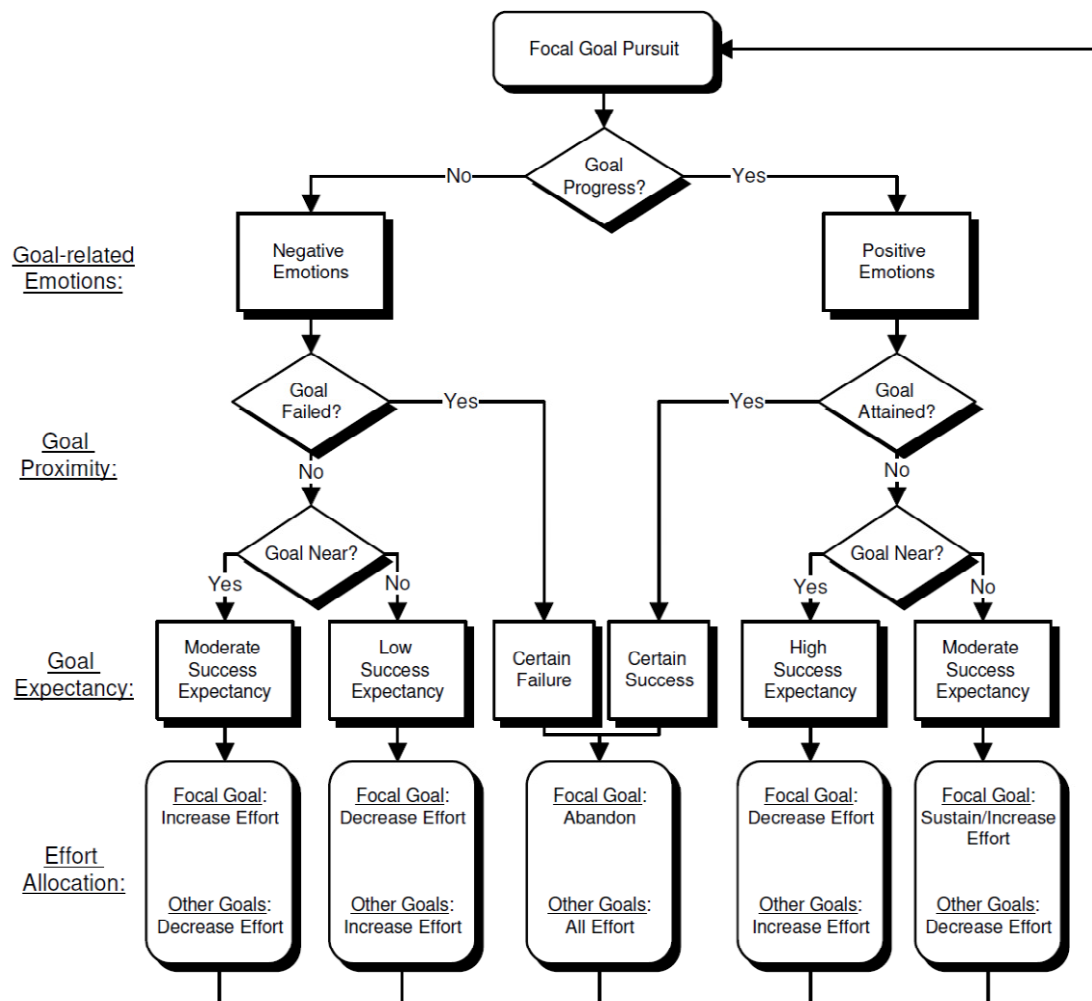 Focal Goal Pursuit
Goal
Progress?
No
Yes
Goal-related
Emotions:
Negative
Emotions
Positive
Emotions
Goal
Failed?
Yes
Yes
Goal
Attained?
Goal
Proximity:
No
No
Goal Near?
Goal Near?
Yes
No
Yes
No
Goal
Expectancy:
Moderate
Success
Expectancy
Low
Success
Expectancy
Certain
Failure
Certain
Success
High
Success
Expectancy
Moderate
Success
Expectancy
Effort
Allocation:
Focal Goal:
Increase Effort
Other Goals:
Decrease Effort
Focal Goal:
Decrease Effort
Other Goals:
Increase Effort
Focal Goal:
Abandon
Other Goals:
All Effort
Focal Goal:
Decrease Effort
Other Goals:
Increase Effort
Focal Goal:
Sustain/Increase
Effort
Other Goals:
Decrease Effort